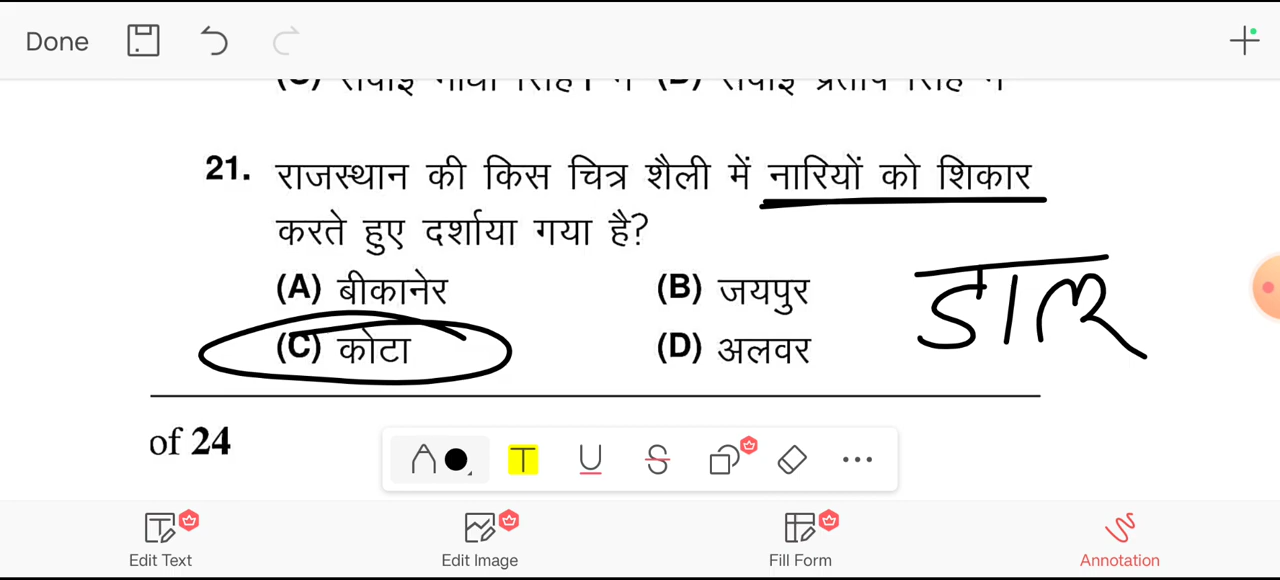 Done
21. राजस्थान की किस चित्र शैली में नारियों को शिकार
करते हुए दर्शाया गया है?
(A) बीकानेर (B) जयपुर
(C) कोटा (D) अलवर
डाल
of 24
T U S
Edit Text Edit Image Fill Form Annotation